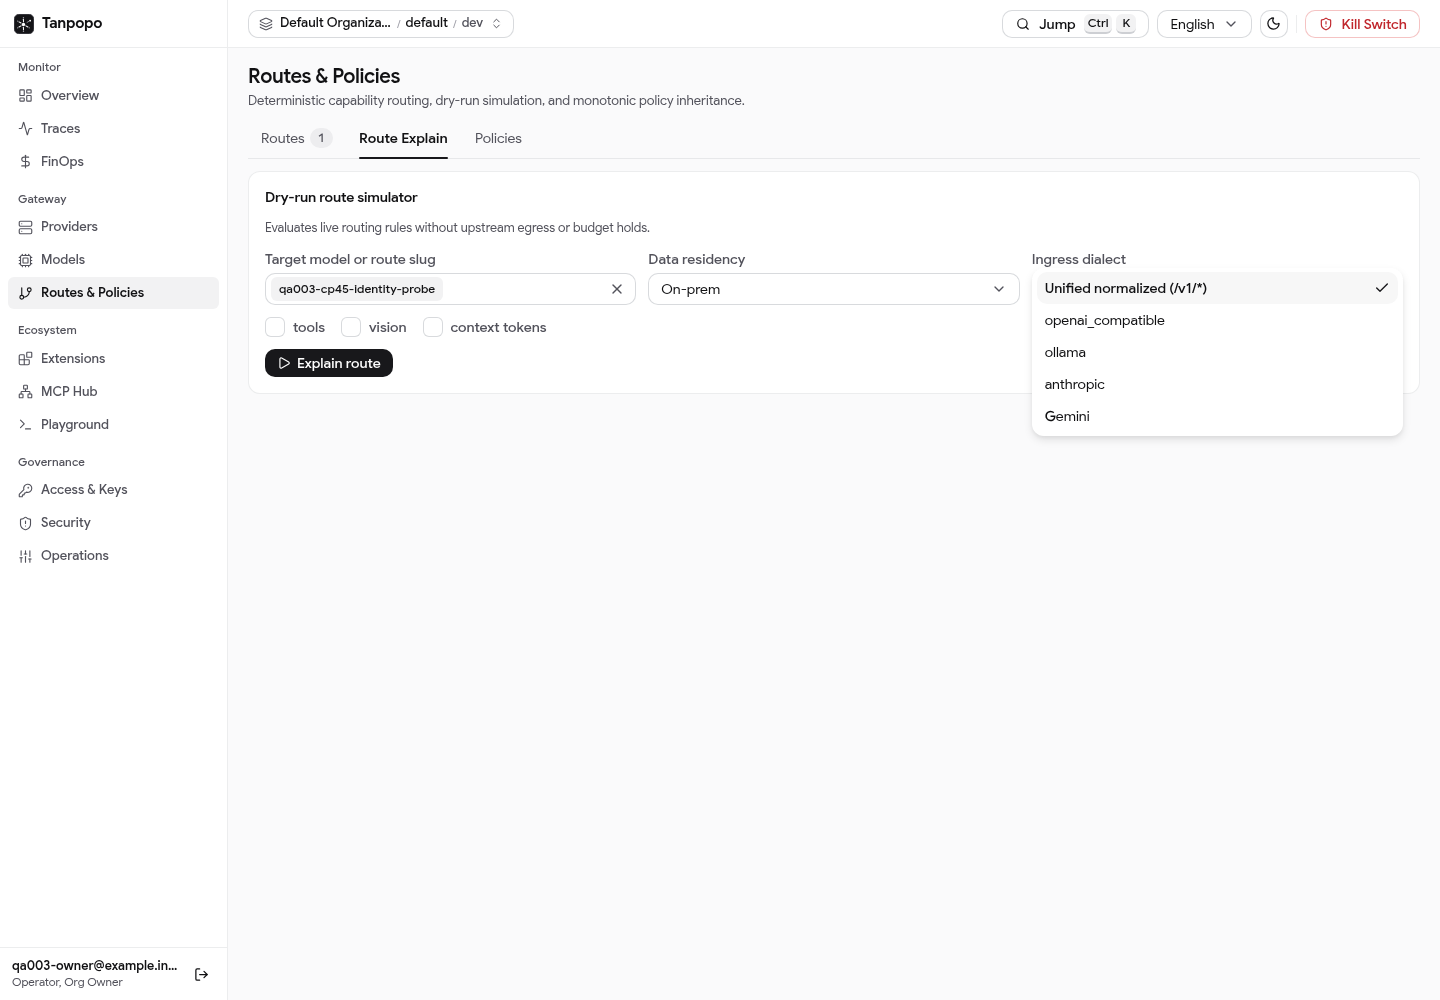 Tanpopo
Default Organiza... / default / dev
Jump Ctrl K
English
Kill Switch
Monitor
Overview
Traces
FinOps
Gateway
Providers
Models
Routes & Policies
Ecosystem
Extensions
MCP Hub
Playground
Governance
Access & Keys
Security
Operations
qa003-owner@example.in...
Operator, Org Owner
Routes & Policies
Deterministic capability routing, dry-run simulation, and monotonic policy inheritance.
Routes 1
Route Explain
Policies
Dry-run route simulator
Evaluates live routing rules without upstream egress or budget holds.
Target model or route slug
qa003-cp45-identity-probe
Data residency
On-prem
Ingress dialect
Unified normalized (/v1/*)
openai_compatible
ollama
anthropic
Gemini
tools
vision
context tokens
Explain route